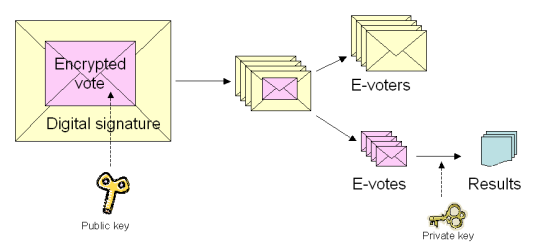 Encrypted
vote
Digital signature
Public key
E-voters
E-votes
Results
Private key